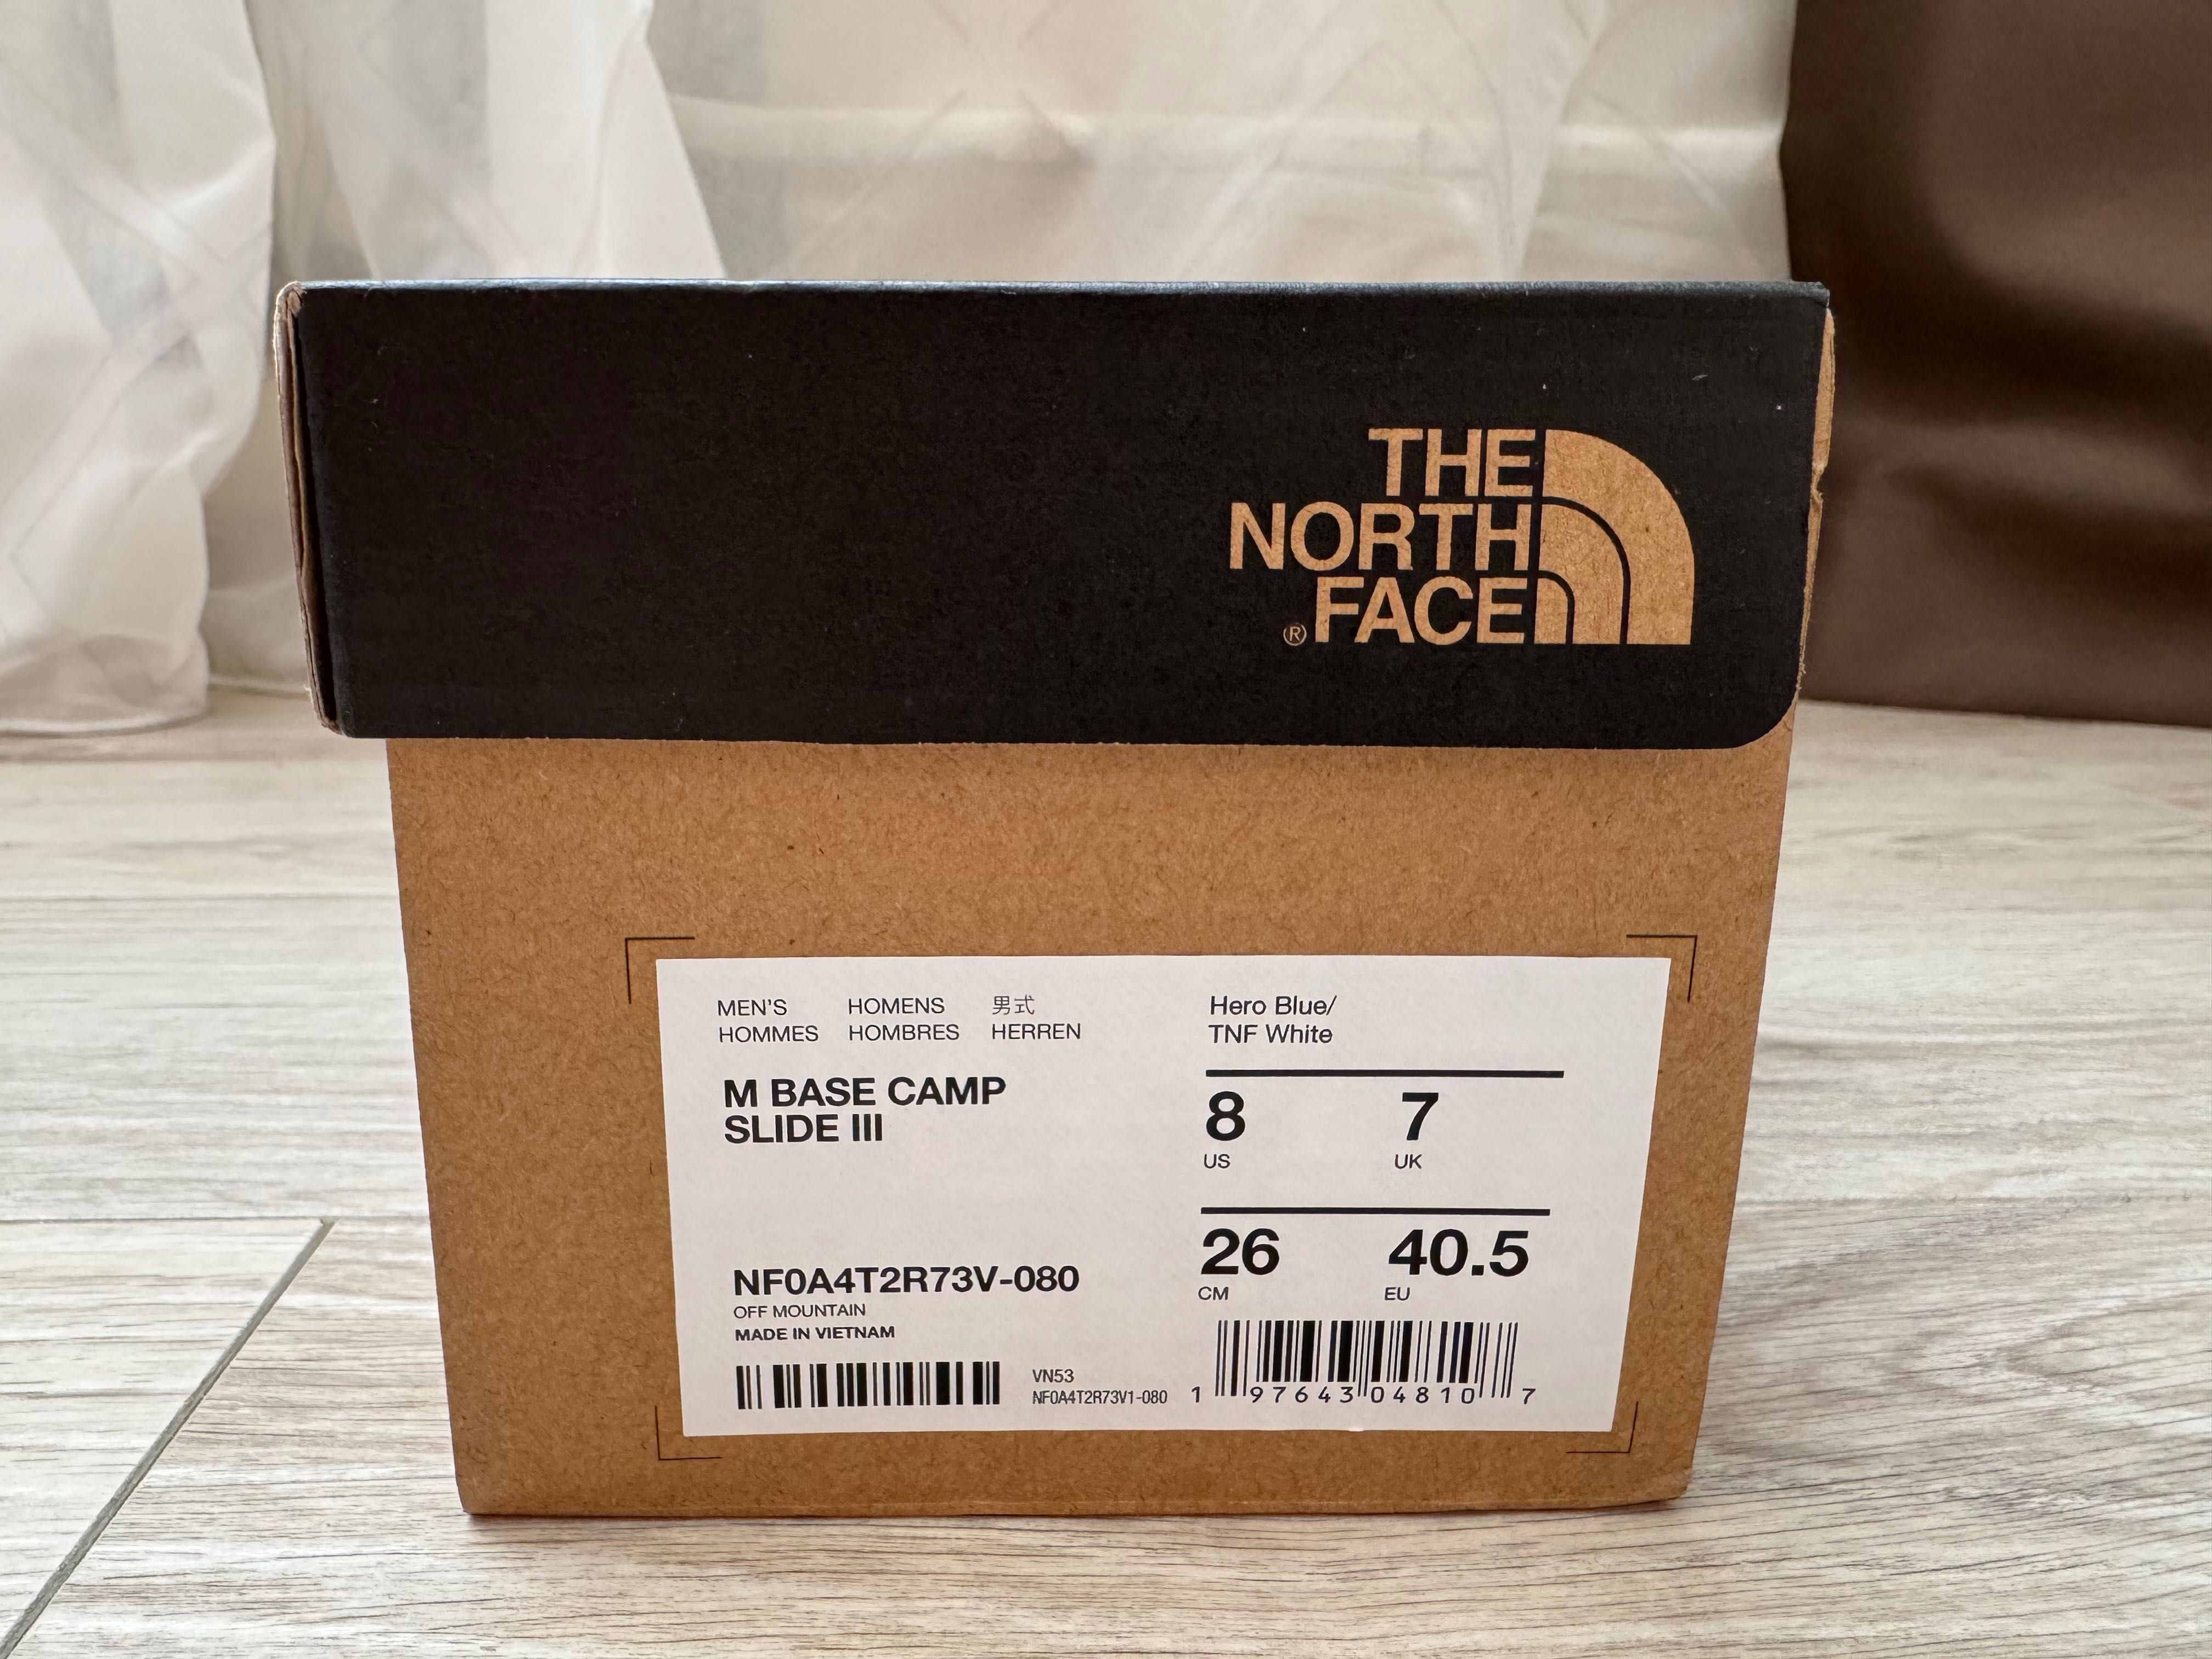 THE
NORTH
FACE
®
MEN'S HOMENS 男式
HOMMES HOMBRES HERREN
M BASE CAMP
SLIDE III
NF0A4T2R73V-080
OFF MOUNTAIN
MADE IN VIETNAM
VN53
NF0A4T2R73V1-080
Hero Blue/
TNF White
8 7
US UK
26 40.5
CM EU
1 97643 04810 7